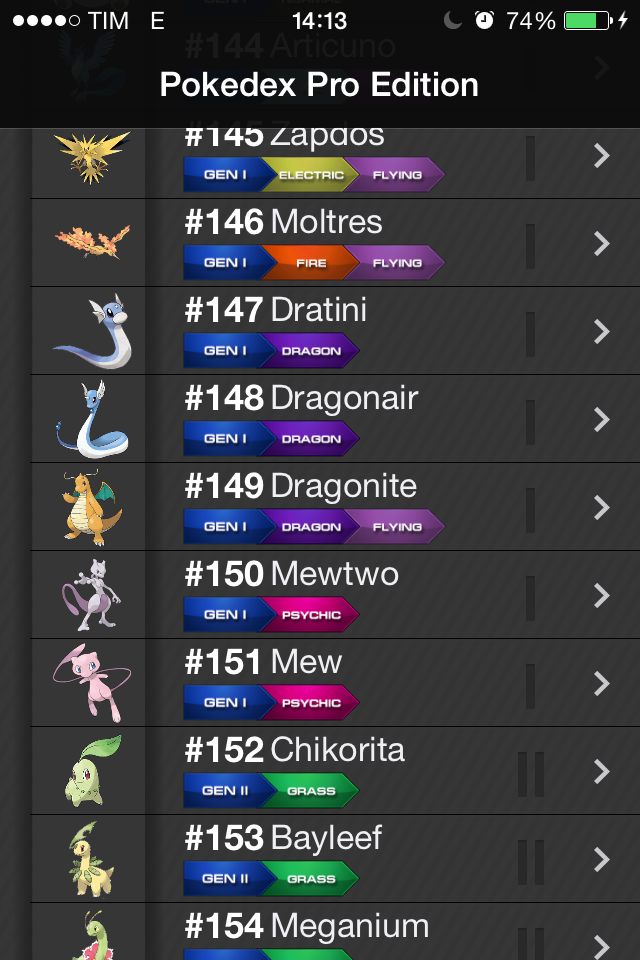 ●●●●○ TIM E 14:13 74%
#144 Articuno
Pokedex Pro Edition
#145 Zapdos
GEN I ELECTRIC FLYING
#146 Moltres
GEN I FIRE FLYING
#147 Dratini
GEN I DRAGON
#148 Dragonair
GEN I DRAGON
#149 Dragonite
GEN I DRAGON FLYING
#150 Mewtwo
GEN I PSYCHIC
#151 Mew
GEN I PSYCHIC
#152 Chikorita
GEN II GRASS
#153 Bayleef
GEN II GRASS
#154 Meganium